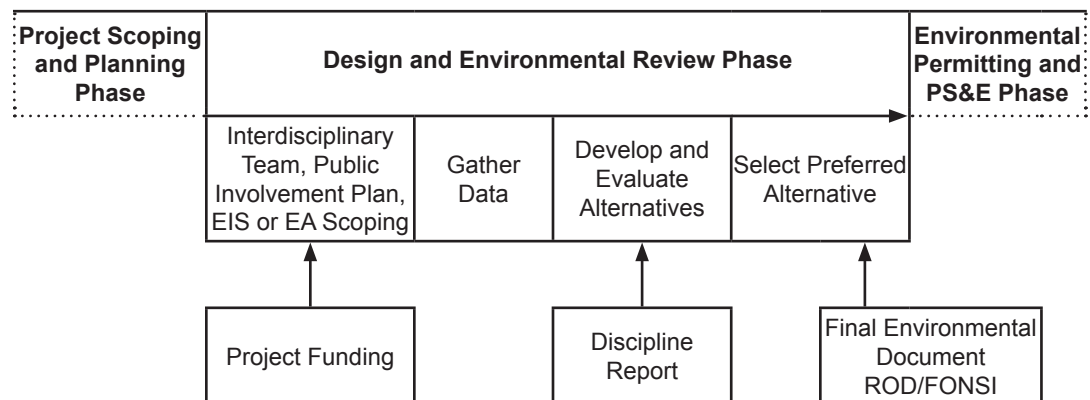 Project Scoping
and Planning
Phase
Design and Environmental Review Phase
Environmental
Permitting and
PS&E Phase
Interdisciplinary
Team, Public
Involvement Plan,
EIS or EA Scoping
Gather
Data
Develop and
Evaluate
Alternatives
Select Preferred
Alternative
Project Funding
Discipline
Report
Final Environmental
Document
ROD/FONSI